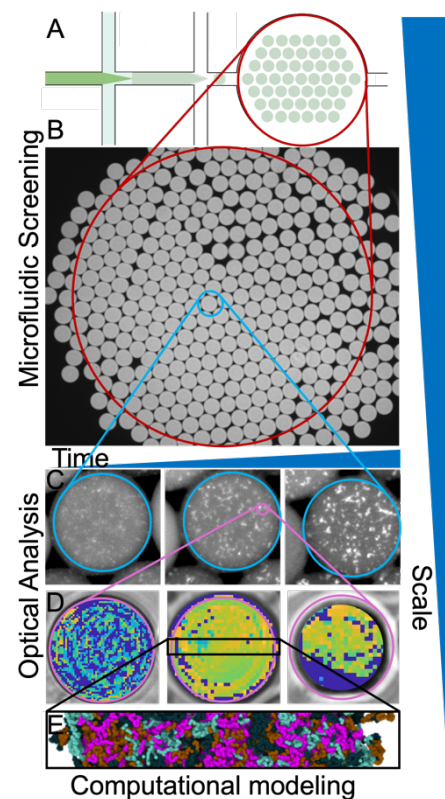 A
B
Microfluidic Screening
Time
C
Optical Analysis
D
Scale
E
Computational modeling